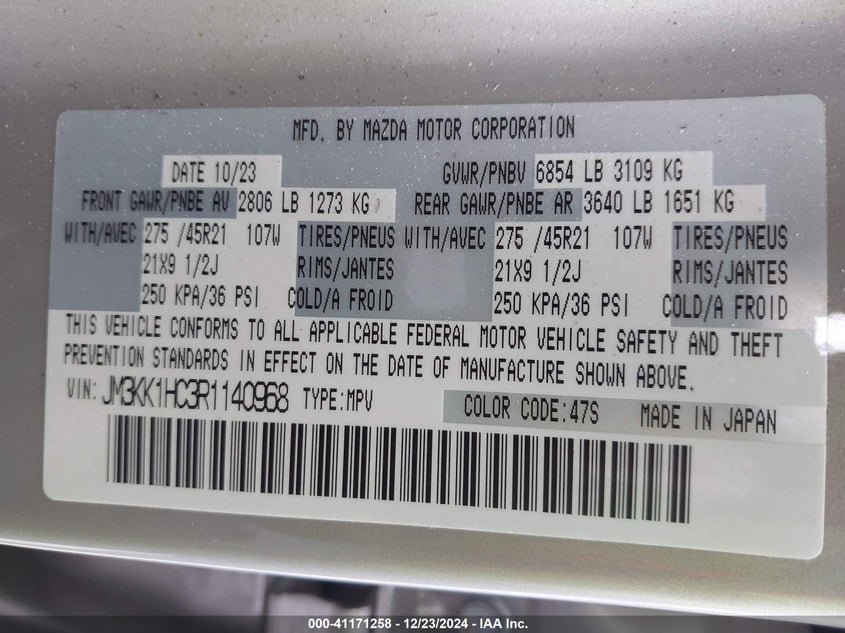 MFD. BY MAZDA MOTOR CORPORATION
DATE 10/23 GVWR/PNBV 6854 LB 3109 KG
FRONT GAWR/PNBE AV 2806 LB 1273 KG REAR GAWR/PNBE AR 3640 LB 1651 KG
WITH/AVEC 275 /45R21 107W TIRES/PNEUS WITH/AVEC 275 /45R21 107W TIRES/PNEUS
21X9 1/2J RIMS/JANTES 21X9 1/2J RIMS/JANTES
250 KPA/36 PSI COLD/A FROID 250 KPA/36 PSI COLD/A FROID
THIS VEHICLE CONFORMS TO ALL APPLICABLE FEDERAL MOTOR VEHICLE SAFETY AND THEFT
PREVENTION STANDARDS IN EFFECT ON THE DATE OF MANUFACTURE SHOWN ABOVE.
VIN: JM3KK1HC3R1140968 TYPE:MPV COLOR CODE:47S MADE IN JAPAN
000-41171258 - 12/23/2024 - IAA Inc.